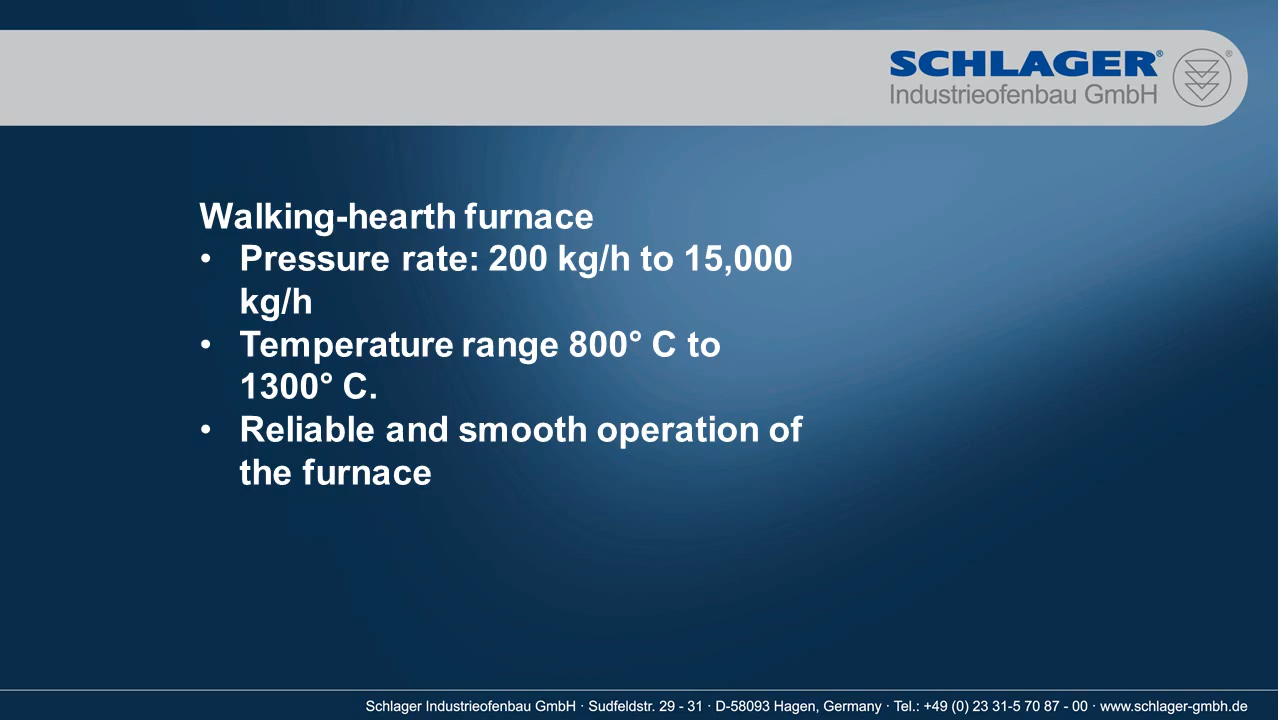 SCHLAGER®
Industrieofenbau GmbH
®
Walking-hearth furnace
• Pressure rate: 200 kg/h to 15,000
kg/h
• Temperature range 800° C to
1300° C.
• Reliable and smooth operation of
the furnace
Schlager Industrieofenbau GmbH · Sudfeldstr. 29 - 31 · D-58093 Hagen, Germany · Tel.: +49 (0) 23 31-5 70 87 - 00 · www.schlager-gmbh.de